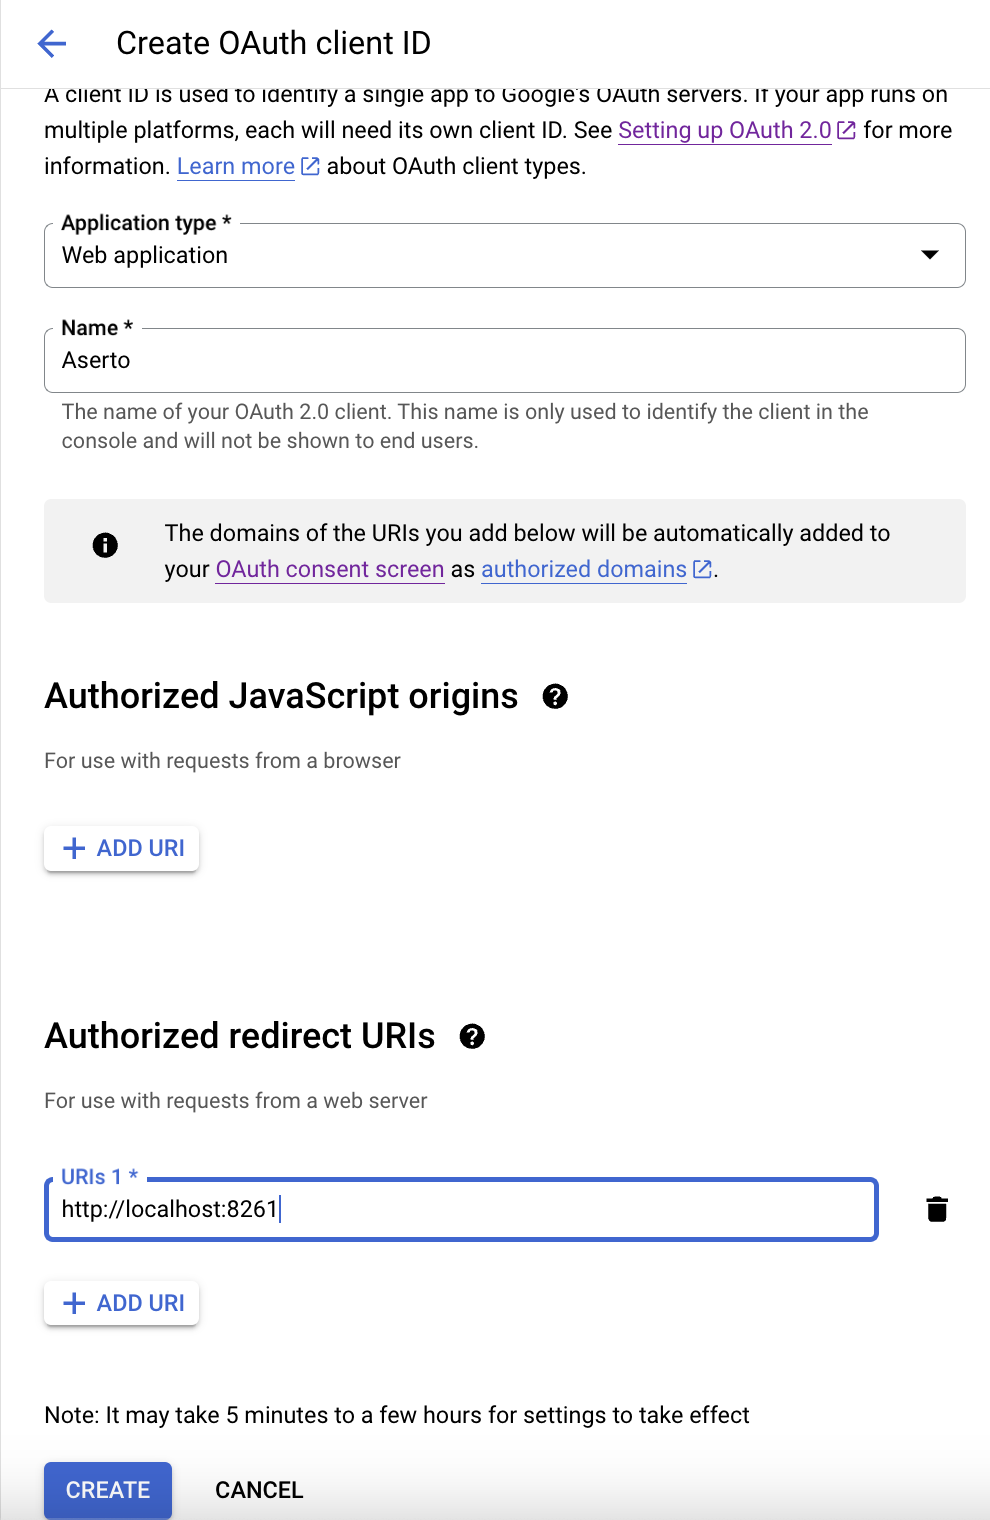 Create OAuth client ID
A client ID is used to identify a single app to Google's OAuth servers. If your app runs on
multiple platforms, each will need its own client ID. See Setting up OAuth 2.0 for more
information. Learn more about OAuth client types.
Application type *
Web application
Name *
Aserto
The name of your OAuth 2.0 client. This name is only used to identify the client in the
console and will not be shown to end users.
The domains of the URIs you add below will be automatically added to
your OAuth consent screen as authorized domains.
Authorized JavaScript origins
For use with requests from a browser
ADD URI
Authorized redirect URIs
For use with requests from a web server
URIs 1 *
http://localhost:8261
ADD URI
Note: It may take 5 minutes to a few hours for settings to take effect
CREATE CANCEL